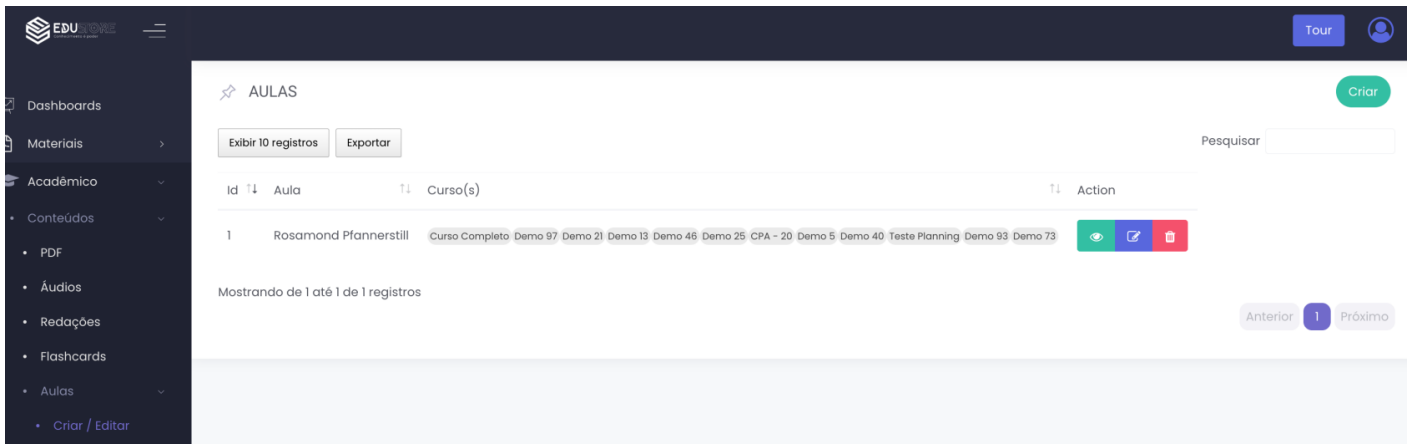 EDUSTORE
Tour
Dashboards
Materiais
Acadêmico
Conteúdos
PDF
Áudios
Redações
Flashcards
Aulas
Criar / Editar
AULAS
Criar
Exibir 10 registros
Exportar
Pesquisar
Id Aula Curso(s) Action
1 Rosamond Pfannerstill Curso Completo Demo 97 Demo 21 Demo 13 Demo 46 Demo 25 CPA - 20 Demo 5 Demo 40 Teste Planning Demo 93 Demo 73
Mostrando de 1 até 1 de 1 registros
Anterior 1 Próximo